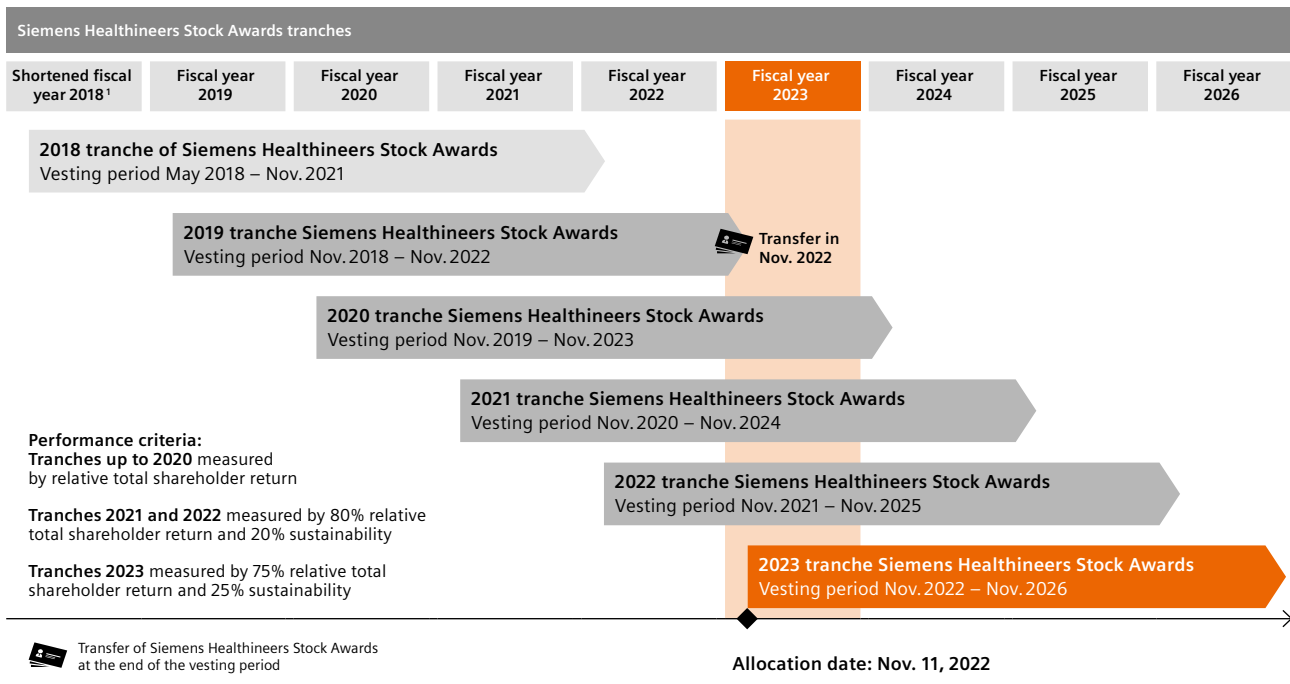 Siemens Healthineers Stock Awards tranches
Shortened fiscal
year 2018¹
Fiscal year
2019
Fiscal year
2020
Fiscal year
2021
Fiscal year
2022
Fiscal year
2023
Fiscal year
2024
Fiscal year
2025
Fiscal year
2026
2018 tranche of Siemens Healthineers Stock Awards
Vesting period May 2018 – Nov. 2021
2019 tranche Siemens Healthineers Stock Awards
Vesting period Nov. 2018 – Nov. 2022
Transfer in
Nov. 2022
2020 tranche Siemens Healthineers Stock Awards
Vesting period Nov. 2019 – Nov. 2023
2021 tranche Siemens Healthineers Stock Awards
Vesting period Nov. 2020 – Nov. 2024
Performance criteria:
Tranches up to 2020 measured
by relative total shareholder return
2022 tranche Siemens Healthineers Stock Awards
Vesting period Nov. 2021 – Nov. 2025
Tranches 2021 and 2022 measured by 80% relative
total shareholder return and 20% sustainability
2023 tranche Siemens Healthineers Stock Awards
Vesting period Nov. 2022 – Nov. 2026
Tranches 2023 measured by 75% relative total
shareholder return and 25% sustainability
Transfer of Siemens Healthineers Stock Awards
at the end of the vesting period
Allocation date: Nov. 11, 2022